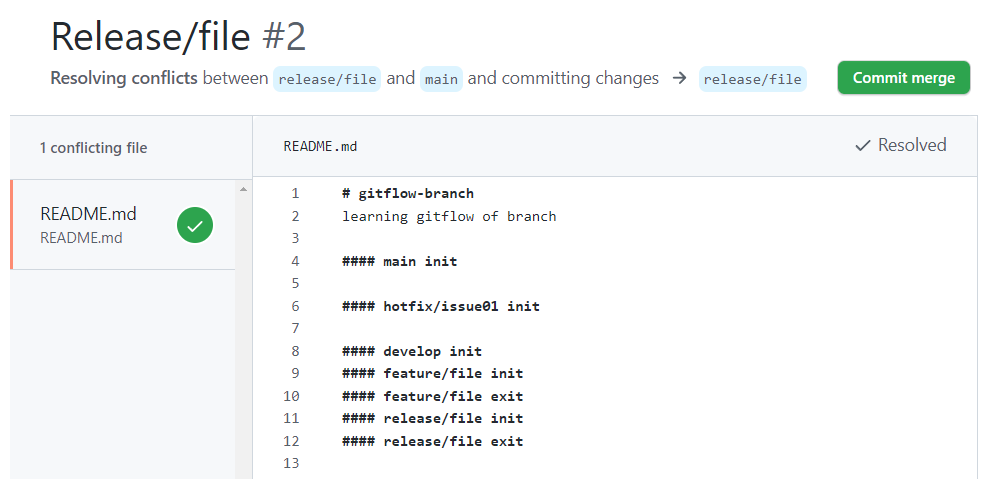 Release/file #2
Resolving conflicts between release/file and main and committing changes → release/file
Commit merge
1 conflicting file
README.md
README.md
README.md
Resolved
1 # gitflow-branch
2 learning gitflow of branch
3
4 #### main init
5
6 #### hotfix/issue01 init
7
8 #### develop init
9 #### feature/file init
10 #### feature/file exit
11 #### release/file init
12 #### release/file exit
13